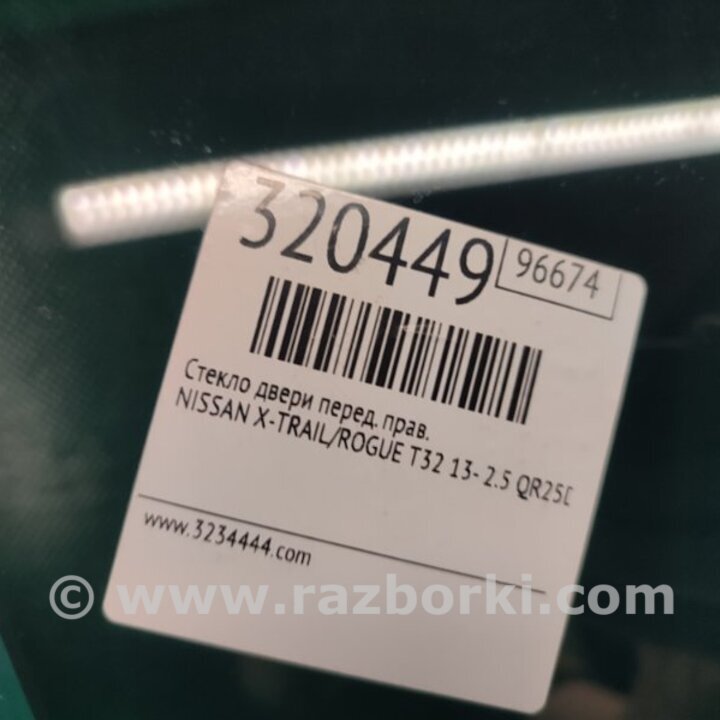 320449
96674
Стекло двери перед. прав.
NISSAN X-TRAIL/ROGUE T32 13- 2.5 QR25D
www.3234444.com
© www.razborki.com